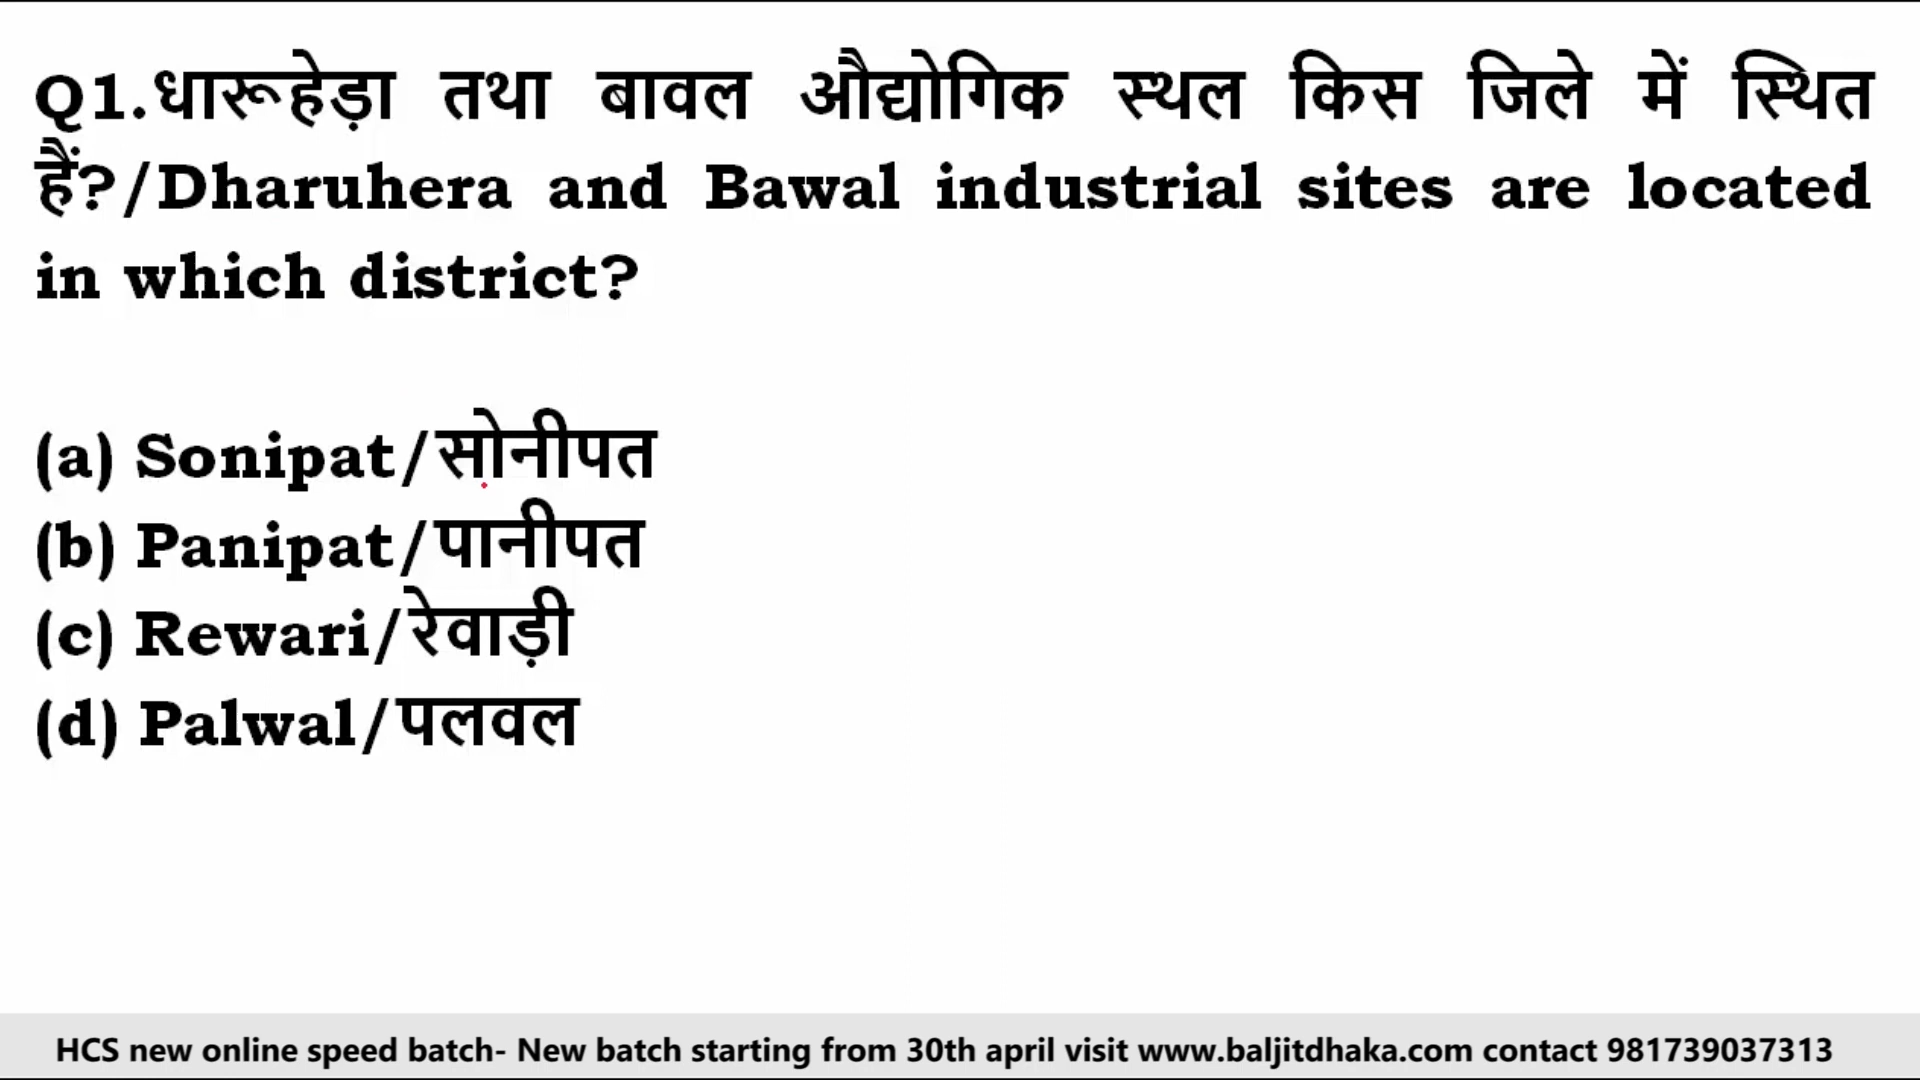 Q1.धारूहेड़ा तथा बावल औद्योगिक स्थल किस जिले में स्थित
हैं?/Dharuhera and Bawal industrial sites are located
in which district?
(a) Sonipat/सोनीपत
(b) Panipat/पानीपत
(c) Rewari/रेवाड़ी
(d) Palwal/पलवल
HCS new online speed batch- New batch starting from 30th april visit www.baljitdhaka.com contact 981739037313